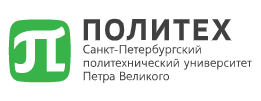 ПОЛИТЕХ
Санкт-Петербургский
политехнический университет
Петра Великого